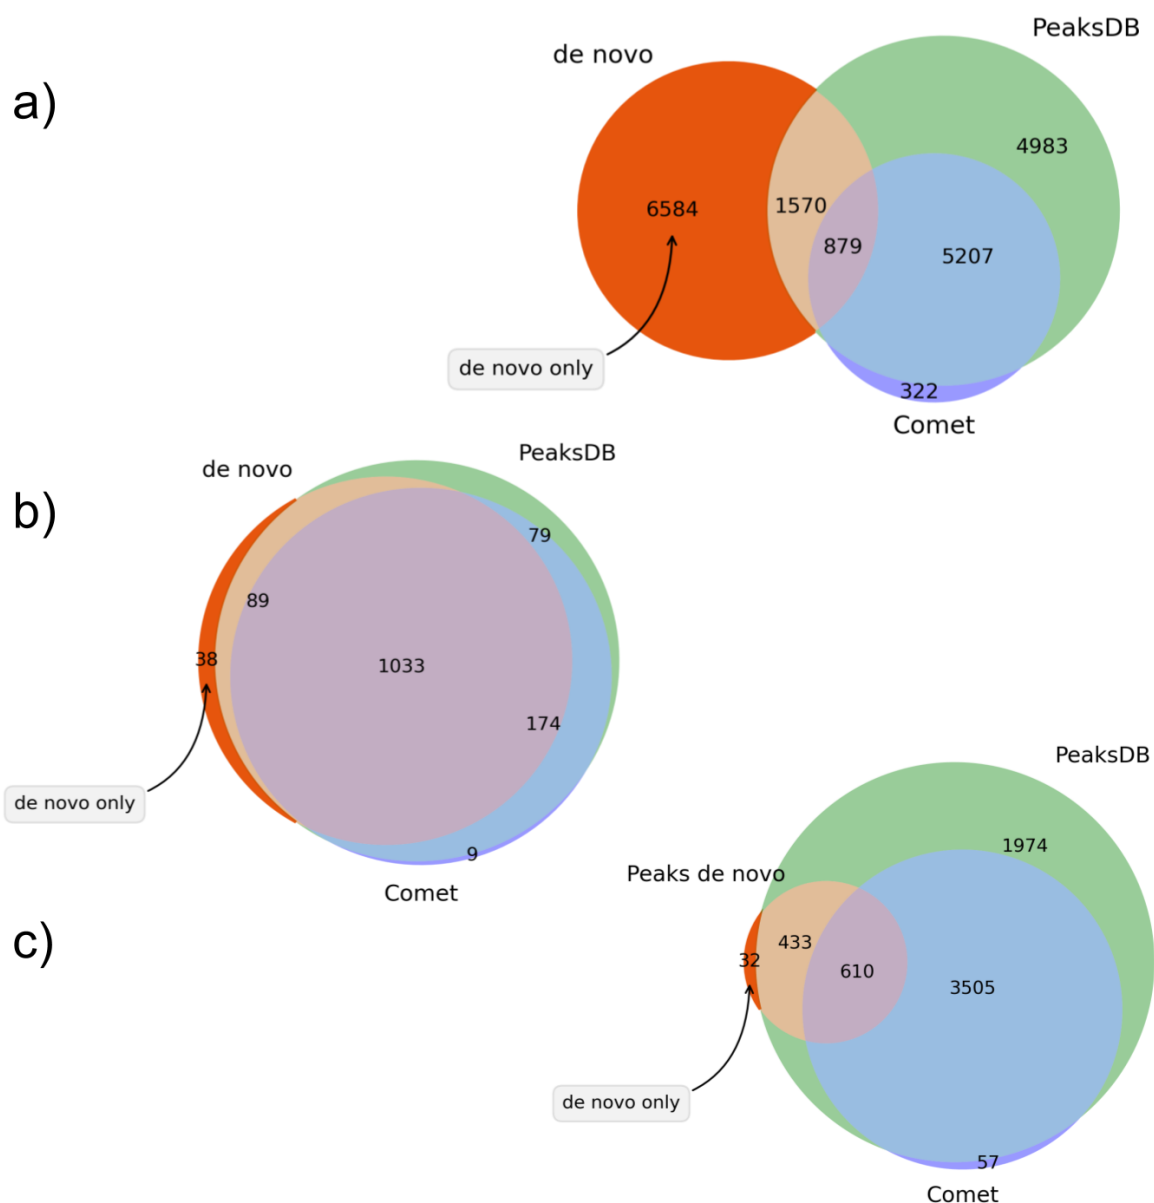 a)
de novo
PeaksDB
4983
6584
1570
879
5207
de novo only
322
Comet
b)
de novo
PeaksDB
79
89
38
1033
174
de novo only
9
Comet
c)
PeaksDB
1974
Peaks de novo
433
32
610
3505
de novo only
57
Comet